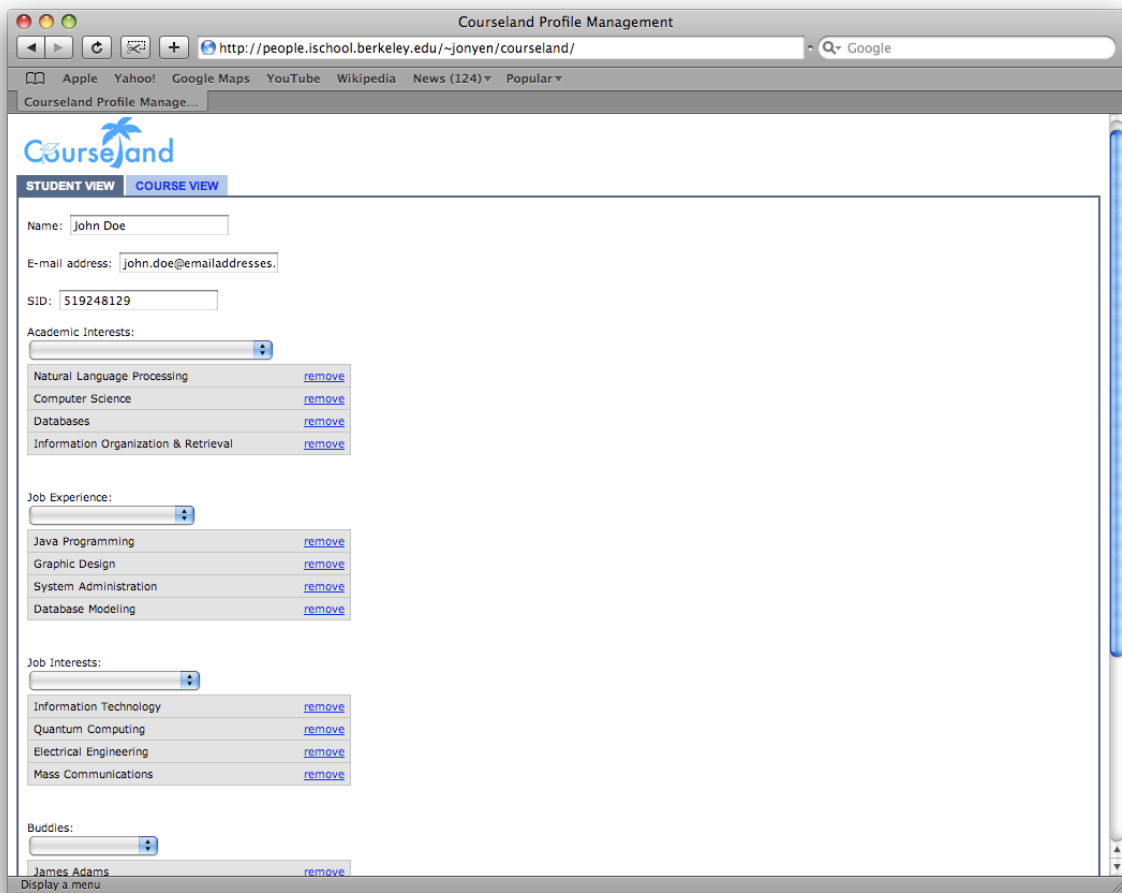 Courseland Profile Management
http://people.ischool.berkeley.edu/~jonyen/courseland/
Google
Apple Yahoo! Google Maps YouTube Wikipedia News (124) Popular
Courseland Profile Manage...
Courseland
STUDENT VIEW COURSE VIEW
Name: John Doe
E-mail address: john.doe@emailaddresses.
SID: 519248129
Academic Interests:
Natural Language Processing remove
Computer Science remove
Databases remove
Information Organization & Retrieval remove
Job Experience:
Java Programming remove
Graphic Design remove
System Administration remove
Database Modeling remove
Job Interests:
Information Technology remove
Quantum Computing remove
Electrical Engineering remove
Mass Communications remove
Buddies:
James Adams remove
Display a menu